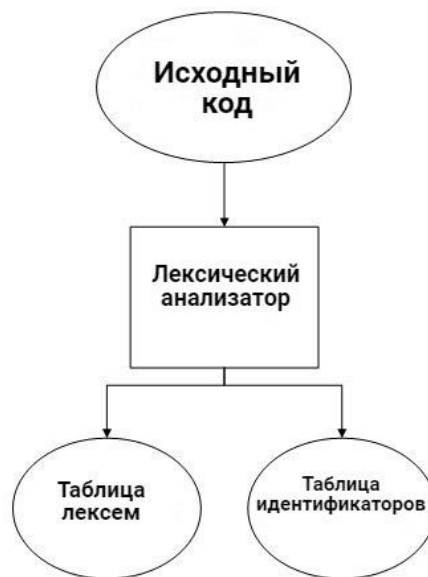 Исходный
код
Лексический
анализатор
Таблица
лексем
Таблица
идентификаторов